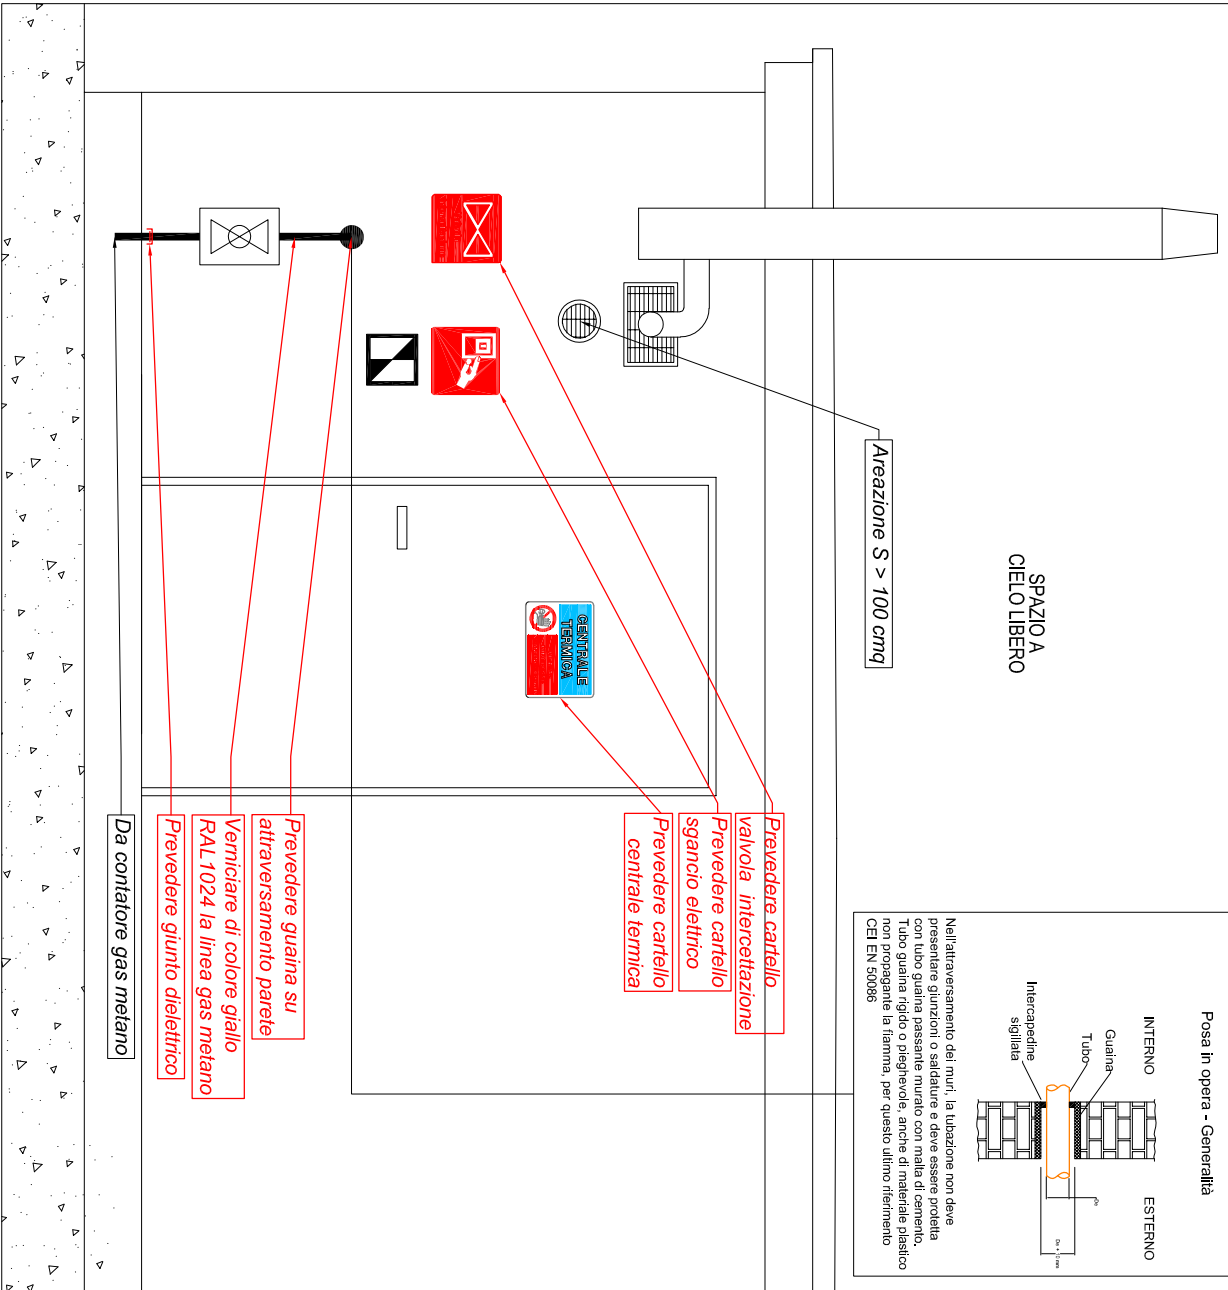 Posa in opera - Generalità
INTERNO
ESTERNO
Guaina
Tubo
Intercapedine
sigillata
De
Nell'attraversamento dei muri, la tubazione non deve
presentare giunzioni o saldature e deve essere protetta
con tubo guaina passante murato con malta di cemento.
Tubo guaina rigido o pieghevole, anche di materiale plastico
non propagante la fiamma, per questo ultimo riferimento
CEI EN 50086
SPAZIO A
CIELO LIBERO
Areazione S > 100 cmq
Prevedere cartello
valvola intercettazione
Prevedere cartello
sgancio elettrico
Prevedere cartello
centrale termica
CENTRALE
TERMICA
Prevedere guaina su
attraversamento parete
Verniciare di colore giallo
RAL1024 la linea gas metano
Prevedere giunto dielettrico
Da contatore gas metano